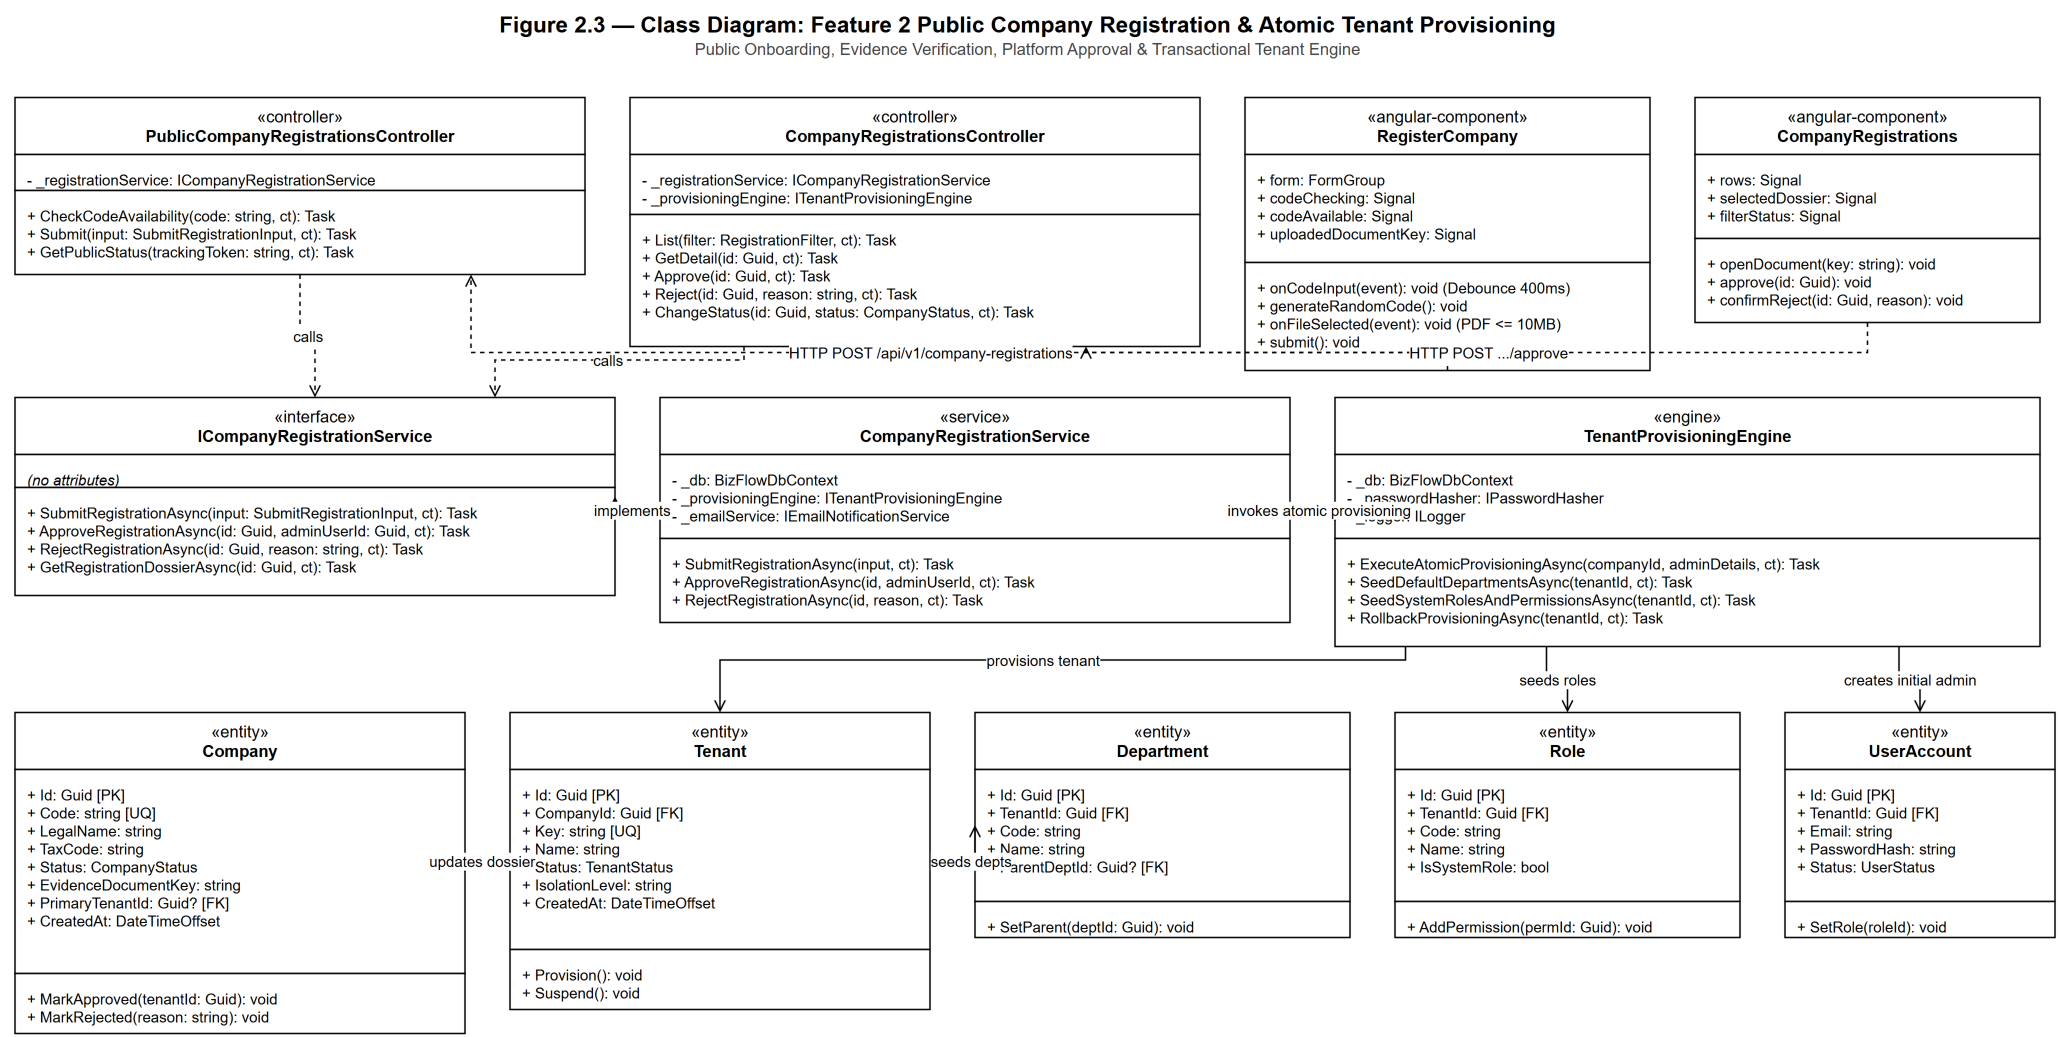 Figure 2.3 — Class Diagram: Feature 2 Public Company Registration & Atomic Tenant Provisioning
Public Onboarding, Evidence Verification, Platform Approval & Transactional Tenant Engine
«controller»
PublicCompanyRegistrationsController
- _registrationService: ICompanyRegistrationService
+ CheckCodeAvailability(code: string, ct): Task
+ Submit(input: SubmitRegistrationInput, ct): Task
+ GetPublicStatus(trackingToken: string, ct): Task
«controller»
CompanyRegistrationsController
- _registrationService: ICompanyRegistrationService
- _provisioningEngine: ITenantProvisioningEngine
+ List(filter: RegistrationFilter, ct): Task
+ GetDetail(id: Guid, ct): Task
+ Approve(id: Guid, ct): Task
+ Reject(id: Guid, reason: string, ct): Task
+ ChangeStatus(id: Guid, status: CompanyStatus, ct): Task
«angular-component»
RegisterCompany
+ form: FormGroup
+ codeChecking: Signal
+ codeAvailable: Signal
+ uploadedDocumentKey: Signal
+ onCodeInput(event): void (Debounce 400ms)
+ generateRandomCode(): void
+ onFileSelected(event): void (PDF <= 10MB)
+ submit(): void
«angular-component»
CompanyRegistrations
+ rows: Signal
+ selectedDossier: Signal
+ filterStatus: Signal
+ openDocument(key: string): void
+ approve(id: Guid): void
+ confirmReject(id: Guid, reason): void
calls
calls
HTTP POST /api/v1/company-registrations
HTTP POST .../approve
«interface»
ICompanyRegistrationService
(no attributes)
+ SubmitRegistrationAsync(input: SubmitRegistrationInput, ct): Task
+ ApproveRegistrationAsync(id: Guid, adminUserId: Guid, ct): Task
+ RejectRegistrationAsync(id: Guid, reason: string, ct): Task
+ GetRegistrationDossierAsync(id: Guid, ct): Task
implements
«service»
CompanyRegistrationService
- _db: BizFlowDbContext
- _provisioningEngine: ITenantProvisioningEngine
- _emailService: IEmailNotificationService
+ SubmitRegistrationAsync(input, ct): Task
+ ApproveRegistrationAsync(id, adminUserId, ct): Task
+ RejectRegistrationAsync(id, reason, ct): Task
invokes atomic provisioning
«engine»
TenantProvisioningEngine
- _db: BizFlowDbContext
- _passwordHasher: IPasswordHasher
ILogger
+ ExecuteAtomicProvisioningAsync(companyId, adminDetails, ct): Task
+ SeedDefaultDepartmentsAsync(tenantId, ct): Task
+ SeedSystemRolesAndPermissionsAsync(tenantId, ct): Task
+ RollbackProvisioningAsync(tenantId, ct): Task
provisions tenant
seeds roles
creates initial admin
«entity»
Company
+ Id: Guid [PK]
+ Code: string [UQ]
+ LegalName: string
+ TaxCode: string
+ Status: CompanyStatus
+ EvidenceDocumentKey: string
+ PrimaryTenantId: Guid? [FK]
+ CreatedAt: DateTimeOffset
+ MarkApproved(tenantId: Guid): void
+ MarkRejected(reason: string): void
updates dossier
«entity»
Tenant
+ Id: Guid [PK]
+ CompanyId: Guid [FK]
+ Key: string [UQ]
+ Name: string
Status: TenantStatus
+ IsolationLevel: string
+ CreatedAt: DateTimeOffset
+ Provision(): void
+ Suspend(): void
seeds depts
«entity»
Department
+ Id: Guid [PK]
+ TenantId: Guid [FK]
+ Code: string
+ Name: string
+ ParentDeptId: Guid? [FK]
+ SetParent(deptId: Guid): void
«entity»
Role
+ Id: Guid [PK]
+ TenantId: Guid [FK]
+ Code: string
+ Name: string
+ IsSystemRole: bool
+ AddPermission(permId: Guid): void
«entity»
UserAccount
+ Id: Guid [PK]
+ TenantId: Guid [FK]
+ Email: string
+ PasswordHash: string
+ Status: UserStatus
+ SetRole(roleId): void